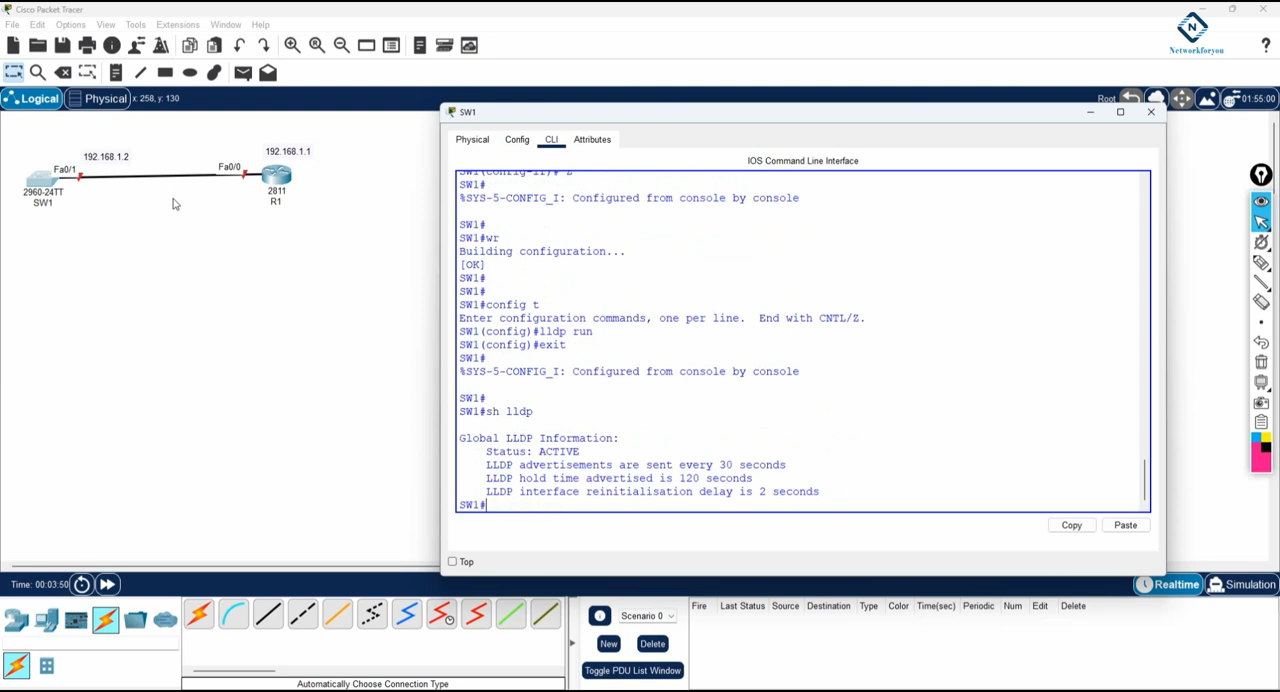 Cisco Packet Tracer
File Edit Options View Tools Extensions Window Help
N
Networkforyou
?
Logical Physical x: 258, y: 130
Root 01:55:00
SW1
Physical Config CLI Attributes
IOS Command Line Interface
192.168.1.2
192.168.1.1
Fa0/1
Fa0/0
2960-24TT
SW1
2811
R1
SW1#
%SYS-5-CONFIG_I: Configured from console by console
SW1#
SW1#wr
Building configuration...
[OK]
SW1#
SW1#
SW1#config t
Enter configuration commands, one per line.  End with CNTL/Z.
SW1(config)#lldp run
SW1(config)#exit
SW1#
%SYS-5-CONFIG_I: Configured from console by console
SW1#
SW1#sh lldp
Global LLDP Information:
Status: ACTIVE
LLDP advertisements are sent every 30 seconds
LLDP hold time advertised is 120 seconds
LLDP interface reinitialisation delay is 2 seconds
SW1#
Copy Paste
Top
Time: 00:03:50
Realtime Simulation
Scenario 0
New Delete
Toggle PDU List Window
Fire Last Status Source Destination Type Color Time(sec) Periodic Num Edit Delete
Automatically Choose Connection Type